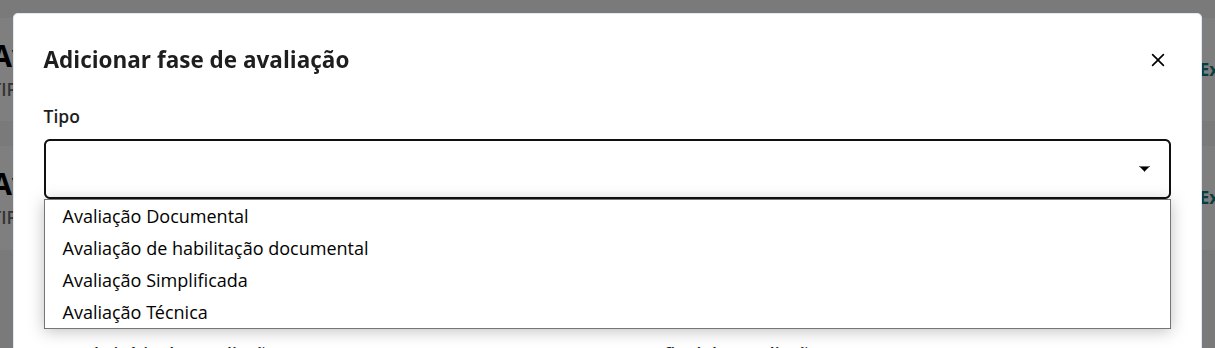 Adicionar fase de avaliação
Tipo
Avaliação Documental
Avaliação de habilitação documental
Avaliação Simplificada
Avaliação Técnica